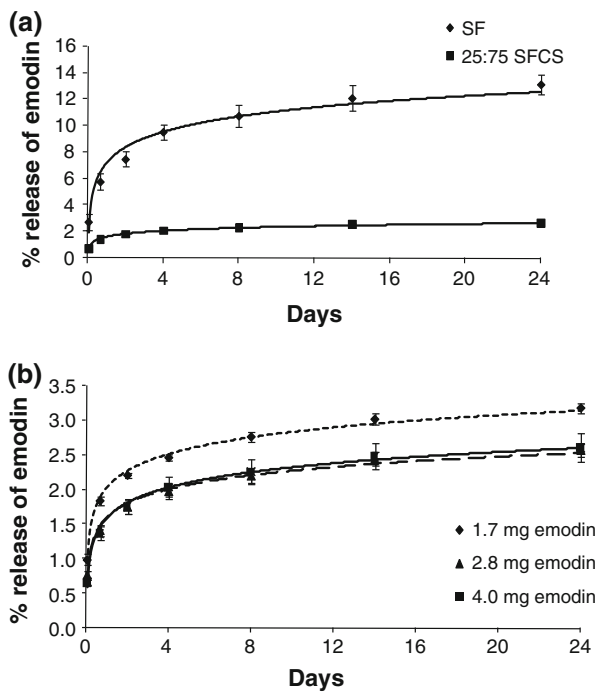 (a)
SF
25:75 SFCS
% release of emodin
16
14
12
10
8
6
4
2
0
0 4 8 12 16 20 24
Days
(b)
% release of emodin
3.5
3.0
2.5
2.0
1.5
1.0
0.5
0.0
1.7 mg emodin
2.8 mg emodin
4.0 mg emodin
0 4 8 12 16 20 24
Days